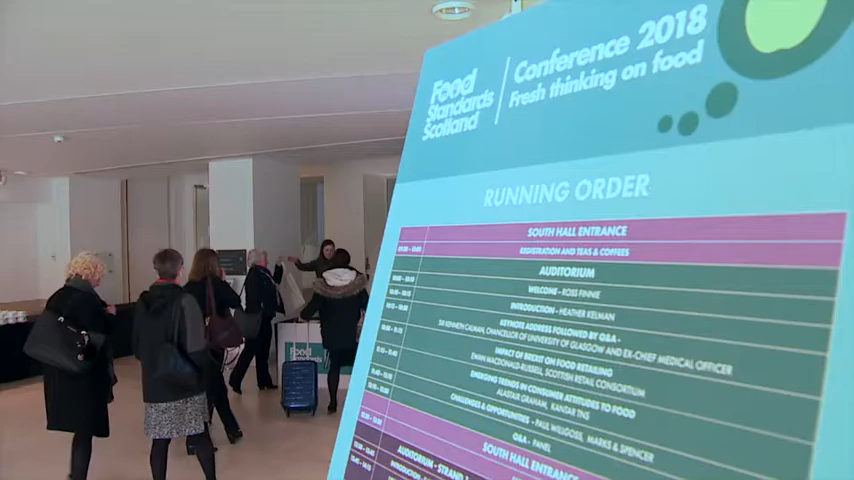 Food
Standards
Scotland
Conference 2018
Fresh thinking on food
RUNNING ORDER
SOUTH HALL ENTRANCE
REGISTRATION AND TEAS & COFFEES
AUDITORIUM
WELCOME - ROSS FINNIE
INTRODUCTION - HEATHER KELMAN
KEYNOTE ADDRESS FOLLOWED BY Q&A -
SIR KENNETH CALMAN, CHANCELLOR OF UNIVERSITY OF GLASGOW AND EX-CHIEF MEDICAL OFFICER
IMPACT OF BREXIT ON FOOD RETAILING
EWAN MACDONALD-RUSSELL, SCOTTISH RETAIL CONSORTIUM
EMERGING TRENDS IN CONSUMER ATTITUDES TO FOOD
ALASTAIR GRAHAM, KANTAR TNS
CHALLENGES & OPPORTUNITIES - PAUL WILLGOSS, MARKS & SPENCER
Q&A - PANEL
SOUTH HALL ENTRANCE
AUDITORIUM - STRAND
Food
Standards